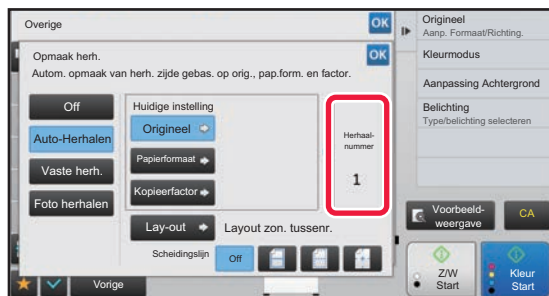 Overige
OK
Opmaak herh.
OK
Autom. opmaak van herh. zijde gebas. op orig., pap.form. en factor.
Off
Auto-Herhalen
Vaste herh.
Foto herhalen
Huidige instelling
Origineel
Papierformaat
Kopieerfactor
Herhaal-
nummer
1
Lay-out
Layout zon. tussenr.
Scheidingslijn
Off
Vorige
Origineel
Aanp. Formaat/Richting.
Kleurmodus
Aanpassing Achtergrond
Belichting
Type/belichting selecteren
Voorbeeld-
weergave
CA
Z/W
Start
Kleur
Start